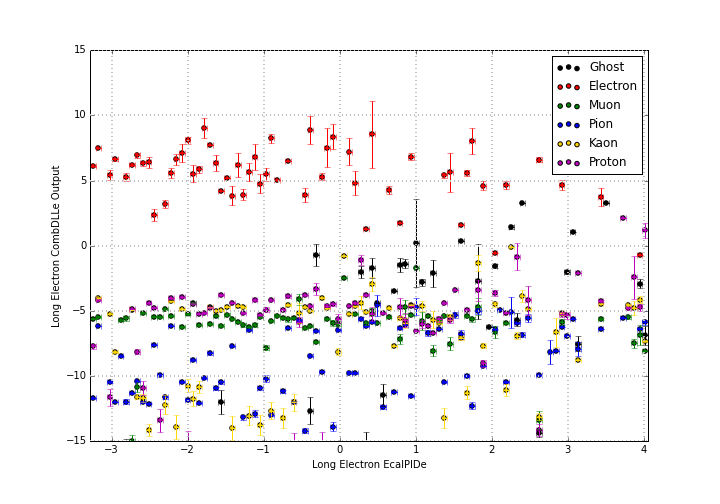 15
10
5
0
−5
−10
−15
−3
−2
−1
0
1
2
3
4
Long Electron CombDLLe Output
Long Electron EcalPIDe
Ghost
Electron
Muon
Pion
Kaon
Proton